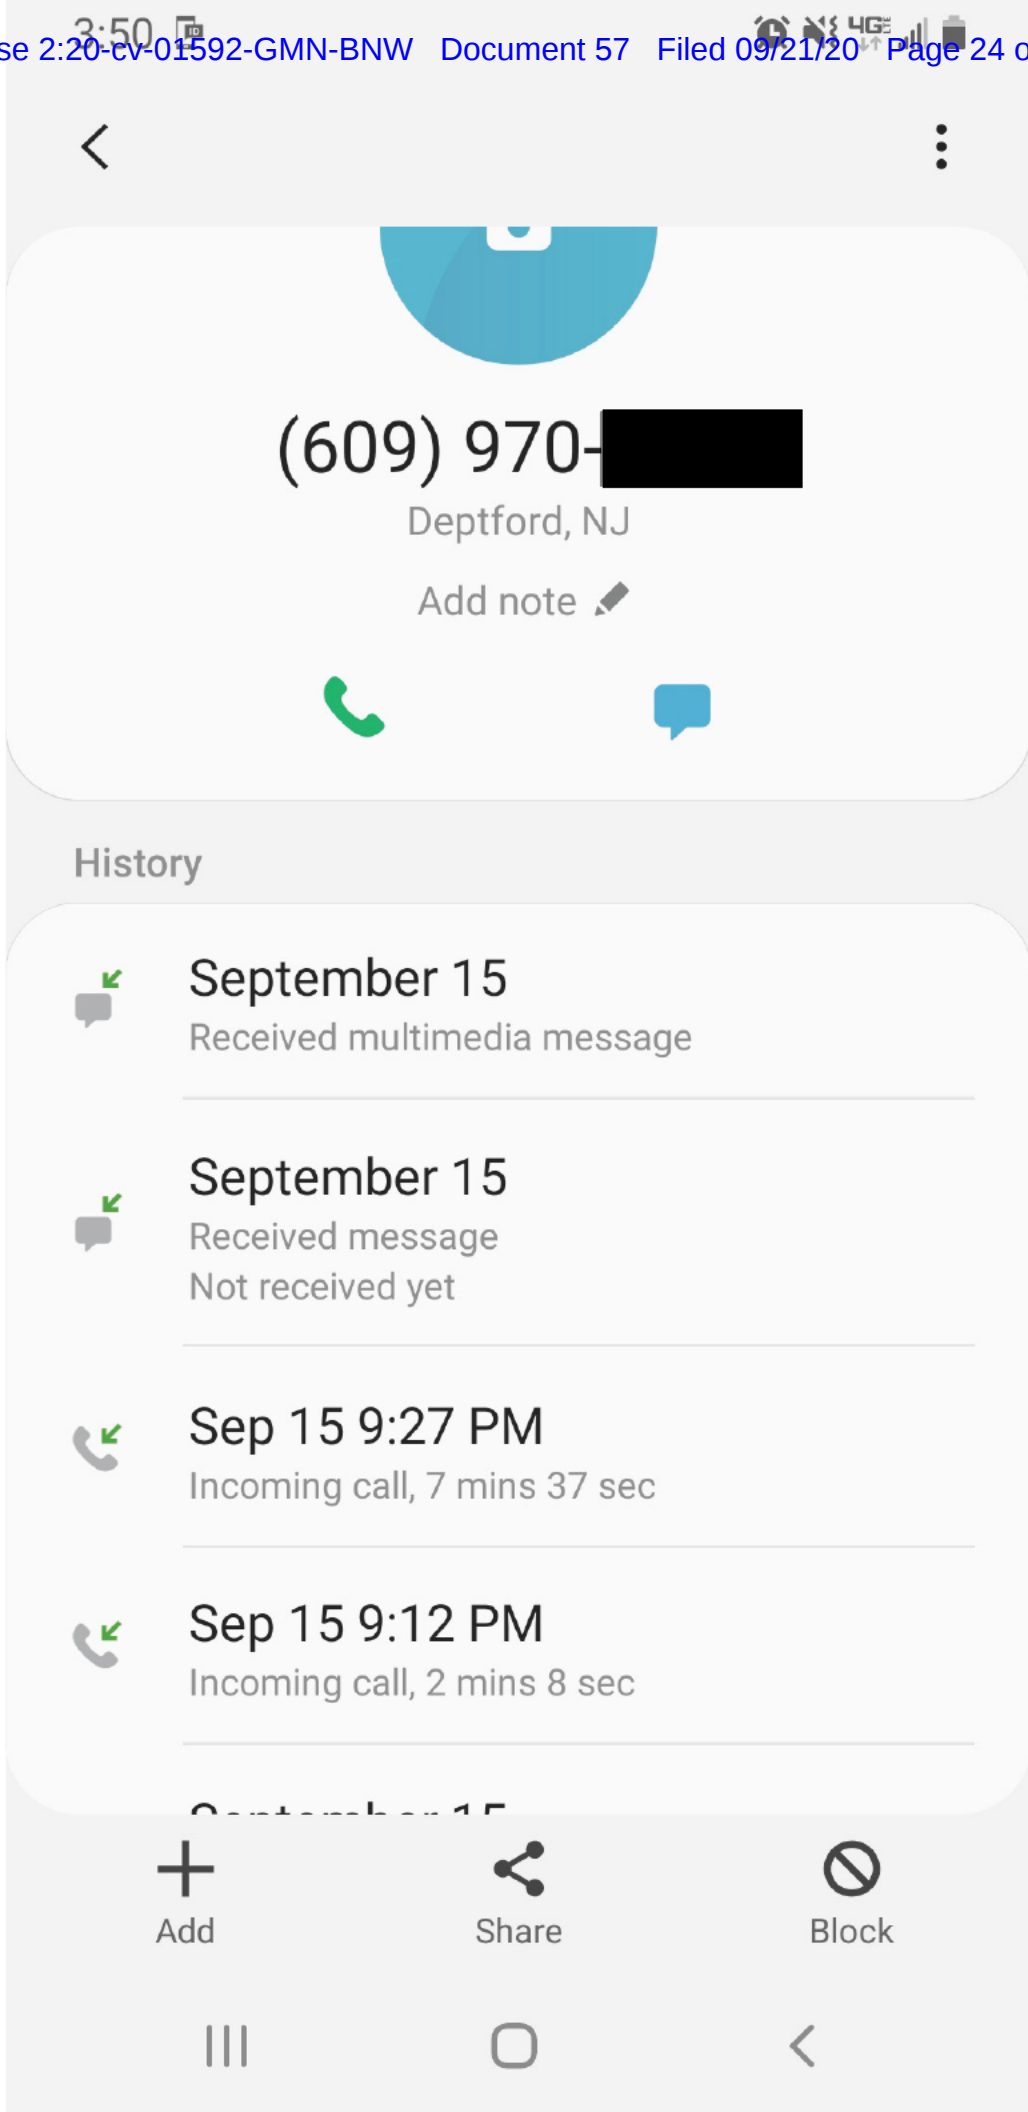 3:50
se 2:20-cv-01592-GMN-BNW Document 57 Filed 09/21/20 Page 24 o
(609) 970-
Deptford, NJ
Add note
History
September 15
Received multimedia message
September 15
Received message
Not received yet
Sep 15 9:27 PM
Incoming call, 7 mins 37 sec
Sep 15 9:12 PM
Incoming call, 2 mins 8 sec
September 15
Add
Share
Block